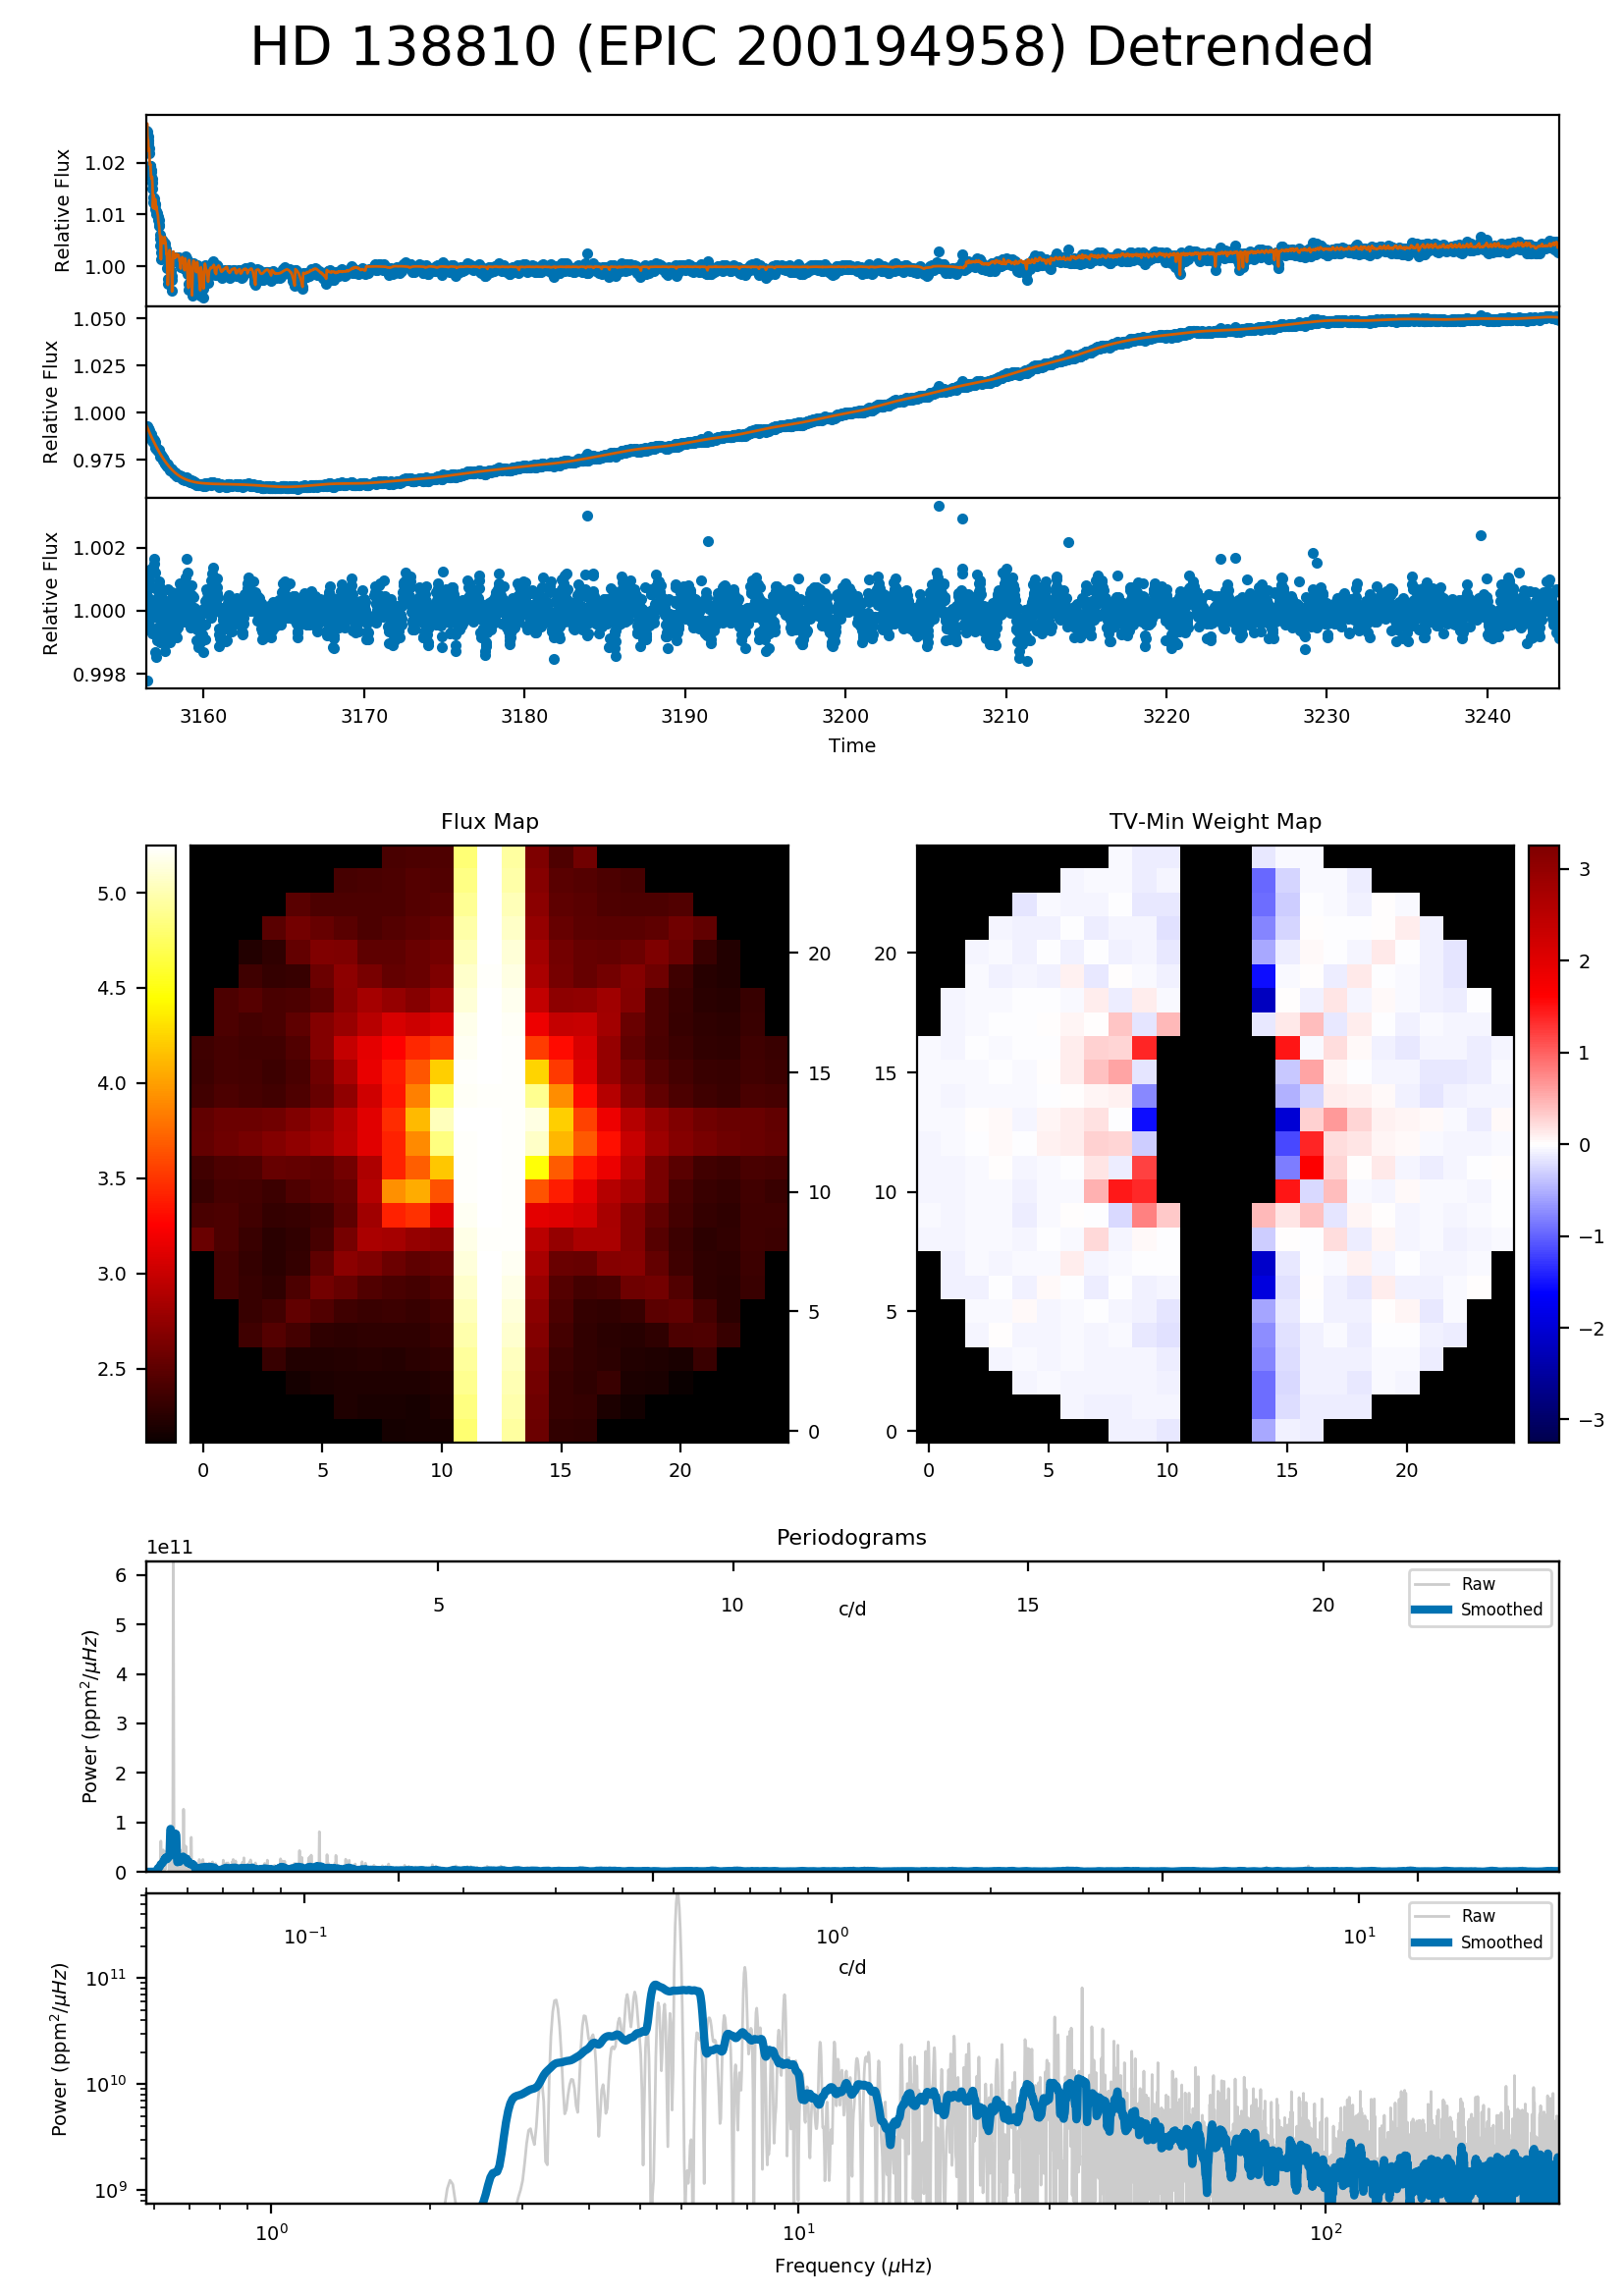 HD 138810 (EPIC 200194958) Detrended
Relative Flux
1.02
1.01
1.00
Relative Flux
1.050
1.025
1.000
0.975
Relative Flux
1.002
1.000
0.998
3160 3170 3180 3190 3200 3210 3220 3230 3240
Time
Flux Map
5.0
4.5
4.0
3.5
3.0
2.5
20
15
10
5
0
0 5 10 15 20
TV-Min Weight Map
20
15
10
5
0
0 5 10 15 20
3
2
1
0
−1
−2
−3
Periodograms
1e11
Power (ppm²/μHz)
6
5
4
3
2
1
0
5 10 15 20
c/d
Raw
Smoothed
Power (ppm²/μHz)
10¹¹
10¹⁰
10⁹
10⁻¹ 10⁰ 10¹
c/d
Raw
Smoothed
10⁰ 10¹ 10²
Frequency (μHz)